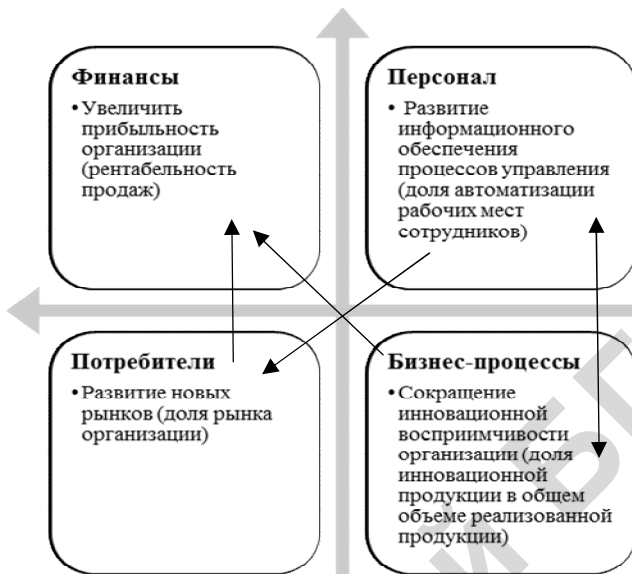 Финансы
• Увеличить
прибыльность
организации
(рентабельность
продаж)
Персонал
• Развитие
информационного
обеспечения
процессов управления
(доля автоматизации
рабочих мест
сотрудников)
Потребители
• Развитие новых
рынков (доля рынка
организации)
Бизнес-процессы
• Сокращение
инновационной
восприимчивости
организации (доля
инновационной
продукции в общем
объеме реализованной
продукции)